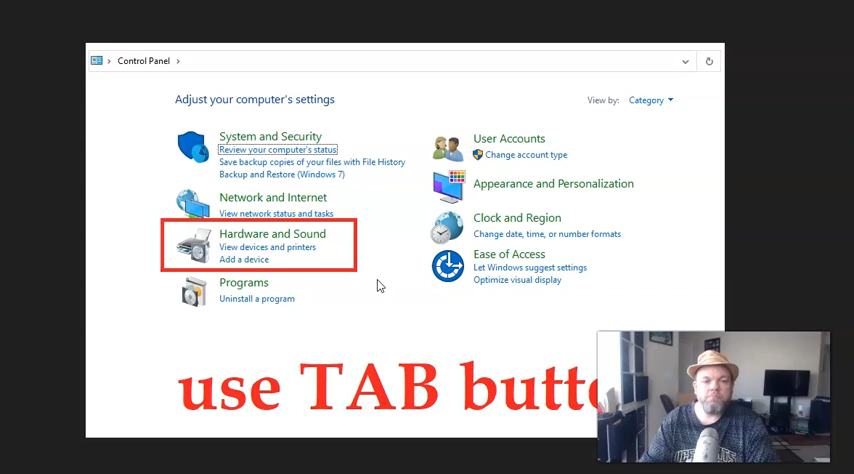 Control Panel
Adjust your computer's settings
View by: Category
System and Security
Review your computer's status
Save backup copies of your files with File History
Backup and Restore (Windows 7)
Network and Internet
View network status and tasks
Hardware and Sound
View devices and printers
Add a device
Programs
Uninstall a program
User Accounts
Change account type
Appearance and Personalization
Clock and Region
Change date, time, or number formats
Ease of Access
Let Windows suggest settings
Optimize visual display
use TAB butt